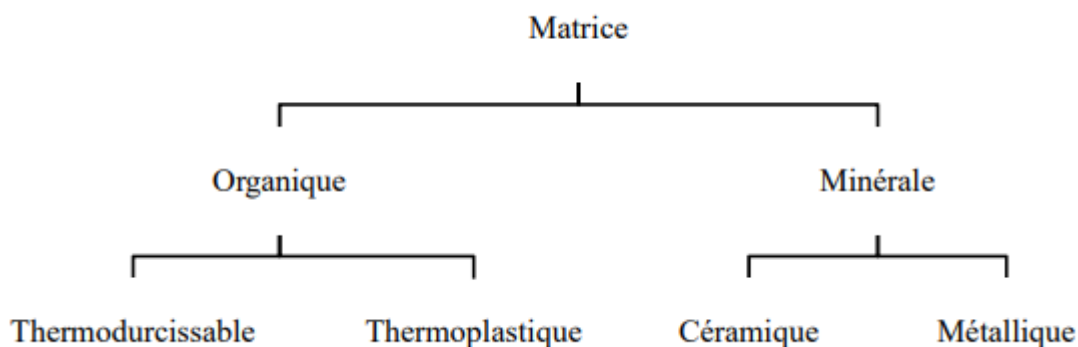 Matrice
Organique Minérale
Thermodurcissable Thermoplastique Céramique Métallique